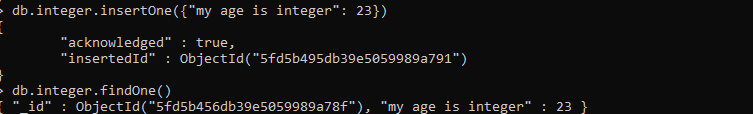 > db.integer.insertOne({"my age is integer": 23})
{
"acknowledged" : true,
"insertedId" : ObjectId("5fd5b495db39e5059989a791")
}
> db.integer.findOne()
{ "_id" : ObjectId("5fd5b456db39e5059989a78f"), "my age is integer" : 23 }